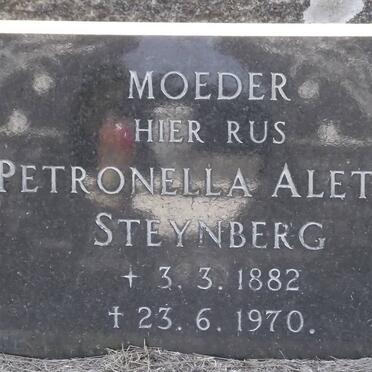 MOEDER
HIER RUS
PETRONELLA ALET
STEYNBERG
+ 3. 3. 1882
† 23. 6. 1970.